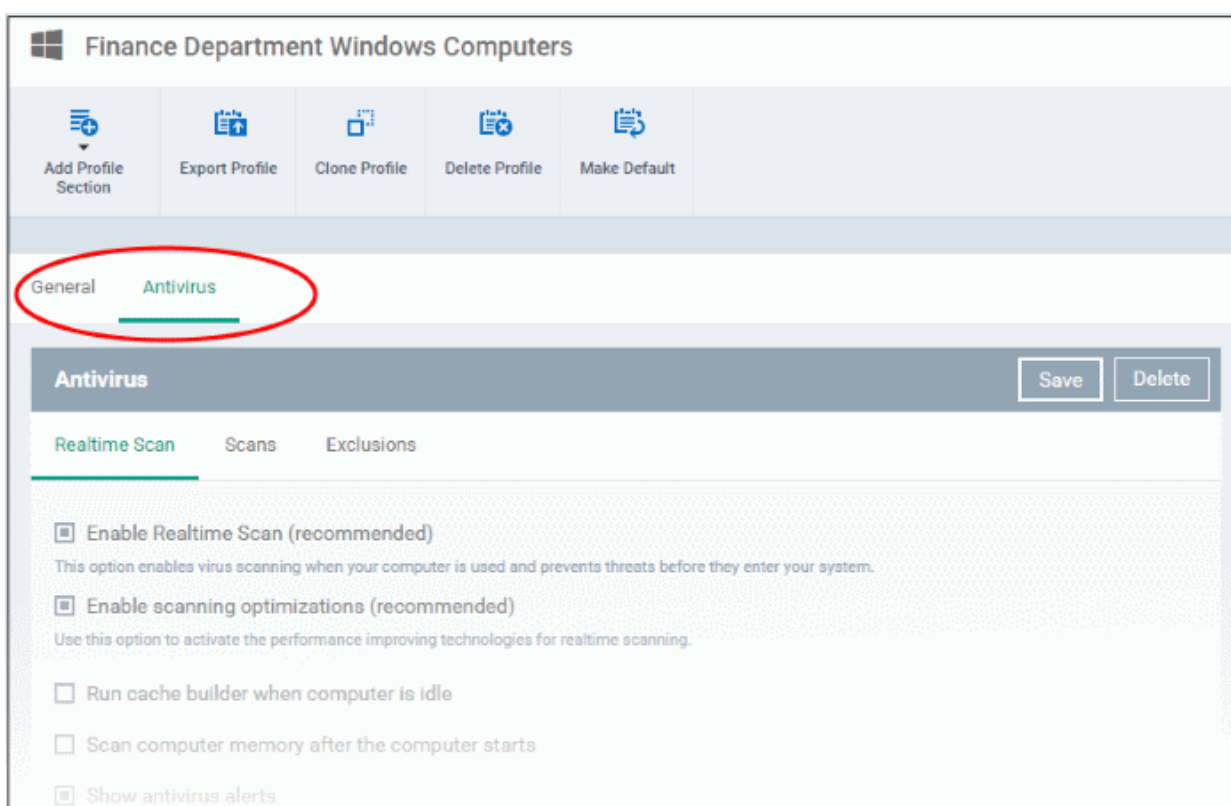 Finance Department Windows Computers
Add Profile
Section
Export Profile
Clone Profile
Delete Profile
Make Default
General
Antivirus
Antivirus
Save
Delete
Realtime Scan
Scans
Exclusions
Enable Realtime Scan (recommended)
This option enables virus scanning when your computer is used and prevents threats before they enter your system.
Enable scanning optimizations (recommended)
Use this option to activate the performance improving technologies for realtime scanning.
Run cache builder when computer is idle
Scan computer memory after the computer starts
Show antivirus alerts